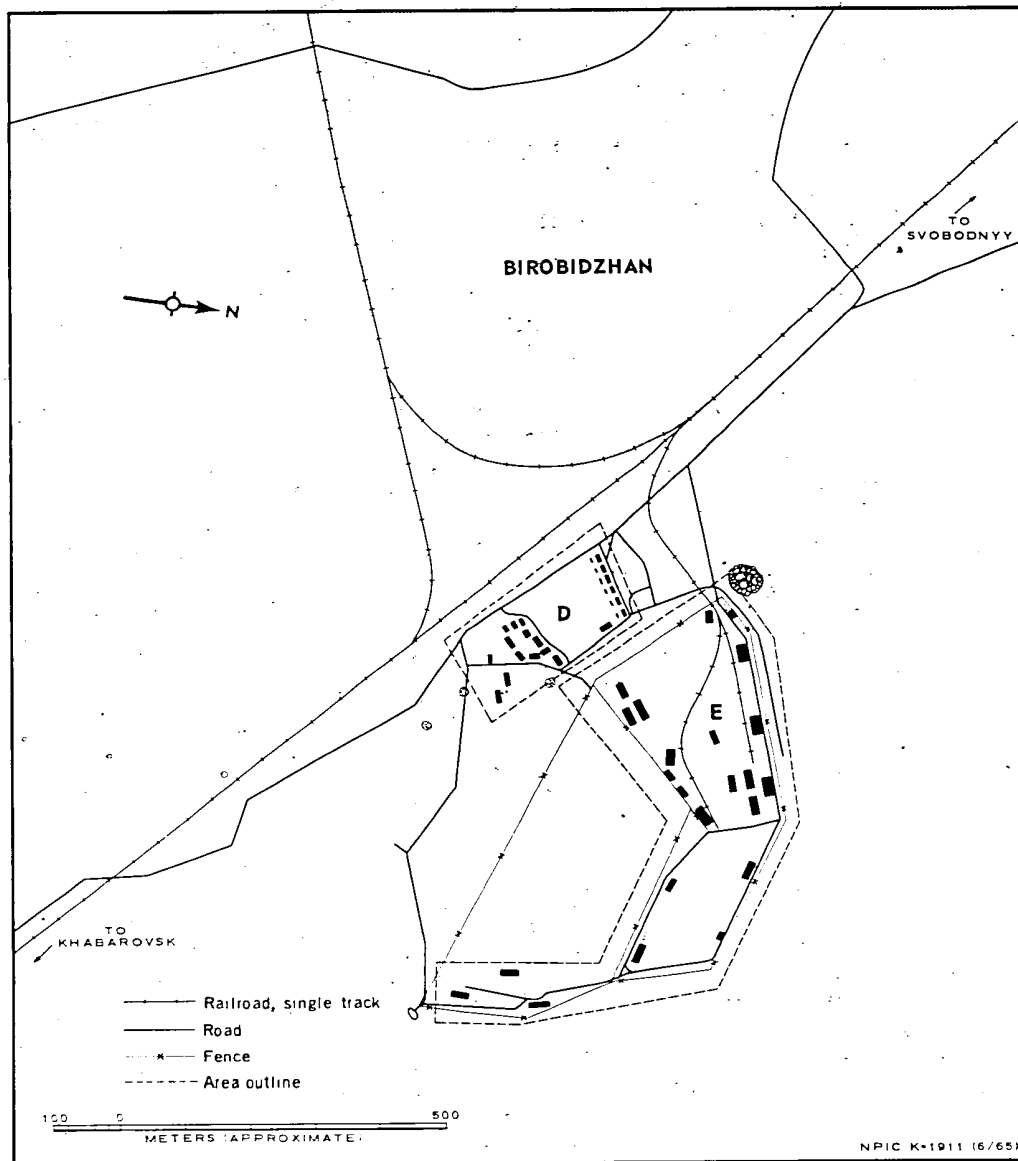 TO
SVOBODNYY
BIROBIDZHAN
N
D
E
TO
KHABAROVSK
Railroad, single track
Road
Fence
Area outline
100 0 500
METERS (APPROXIMATE)
NPIC K-1911 (6/65)